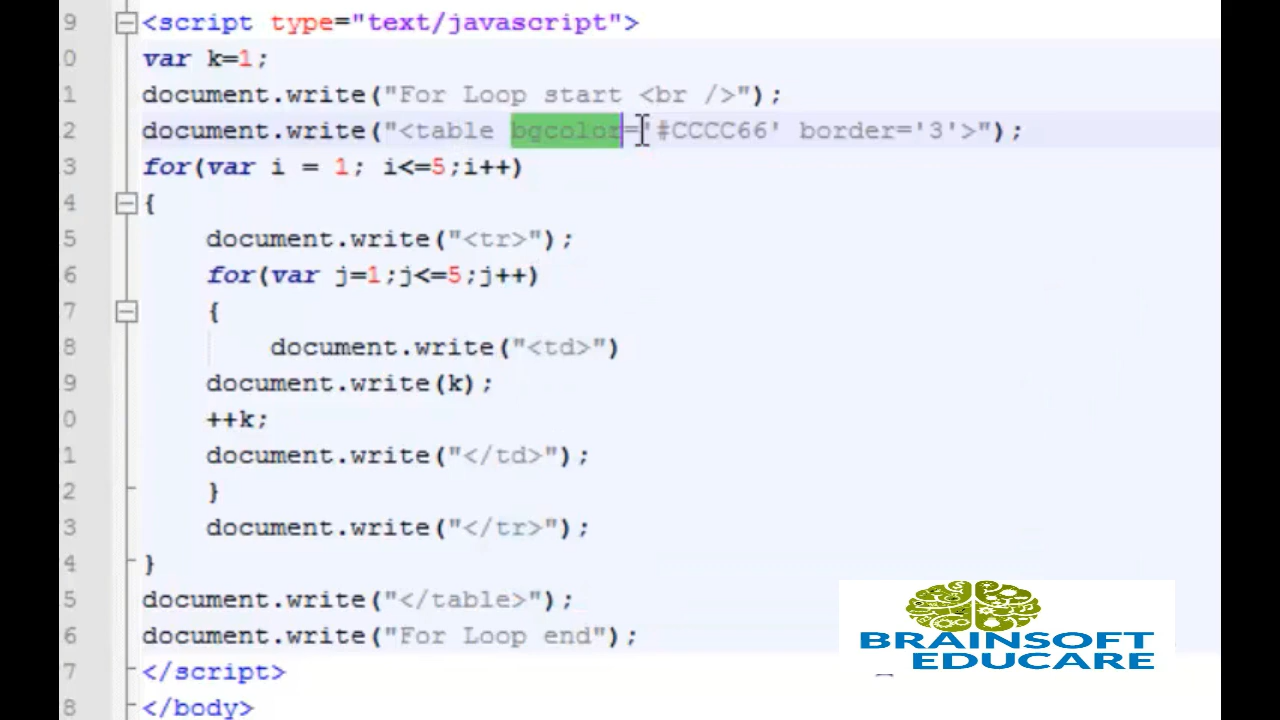 9 <script type="text/javascript">
0 var k=1;
1 document.write("For Loop start <br />");
2 document.write("<table bgcolor='#CCCC66' border='3'>");
3 for(var i = 1; i<=5;i++)
4 {
5 document.write("<tr>");
6 for(var j=1;j<=5;j++)
7 {
8 document.write("<td>")
9 document.write(k);
0 ++k;
1 document.write("</td>");
2 }
3 document.write("</tr>");
4 }
5 document.write("</table>");
6 document.write("For Loop end");
7 </script>
8 </body>
BRAINSOFT
EDUCARE